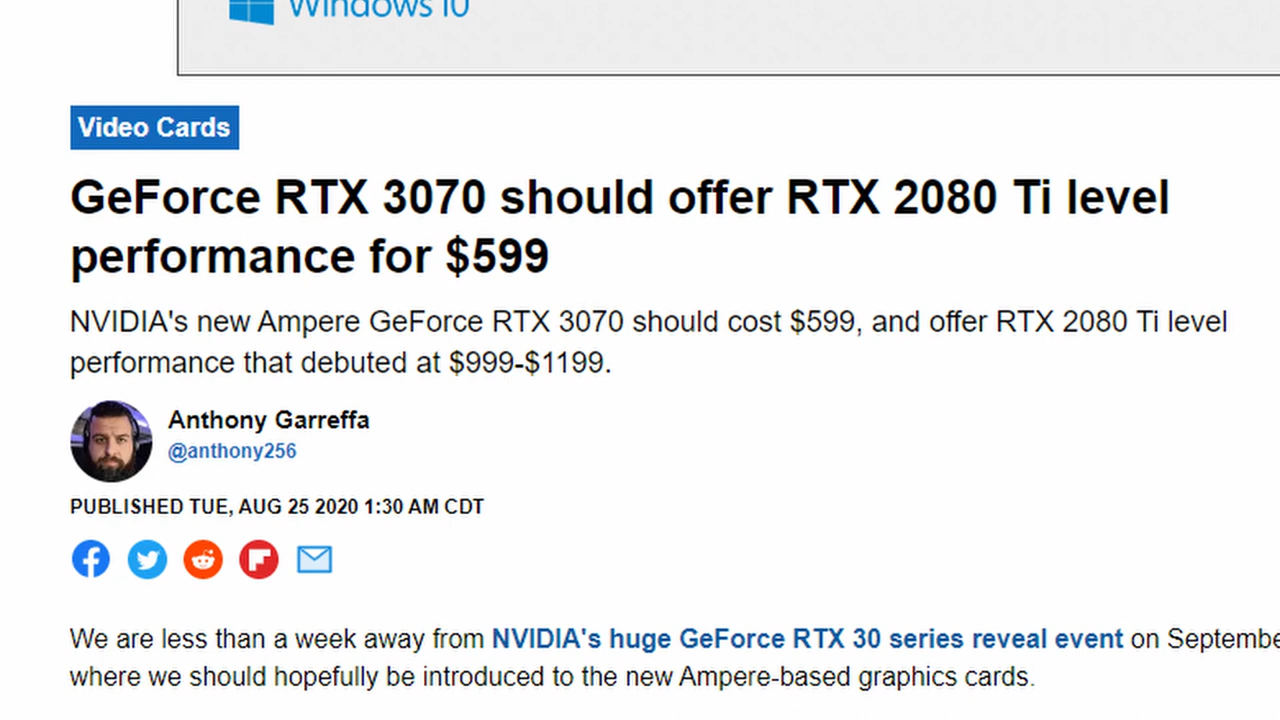 Windows 10
Video Cards
GeForce RTX 3070 should offer RTX 2080 Ti level
performance for $599
NVIDIA's new Ampere GeForce RTX 3070 should cost $599, and offer RTX 2080 Ti level
performance that debuted at $999-$1199.
Anthony Garreffa
@anthony256
PUBLISHED TUE, AUG 25 2020 1:30 AM CDT
We are less than a week away from NVIDIA's huge GeForce RTX 30 series reveal event on Septembe
where we should hopefully be introduced to the new Ampere-based graphics cards.